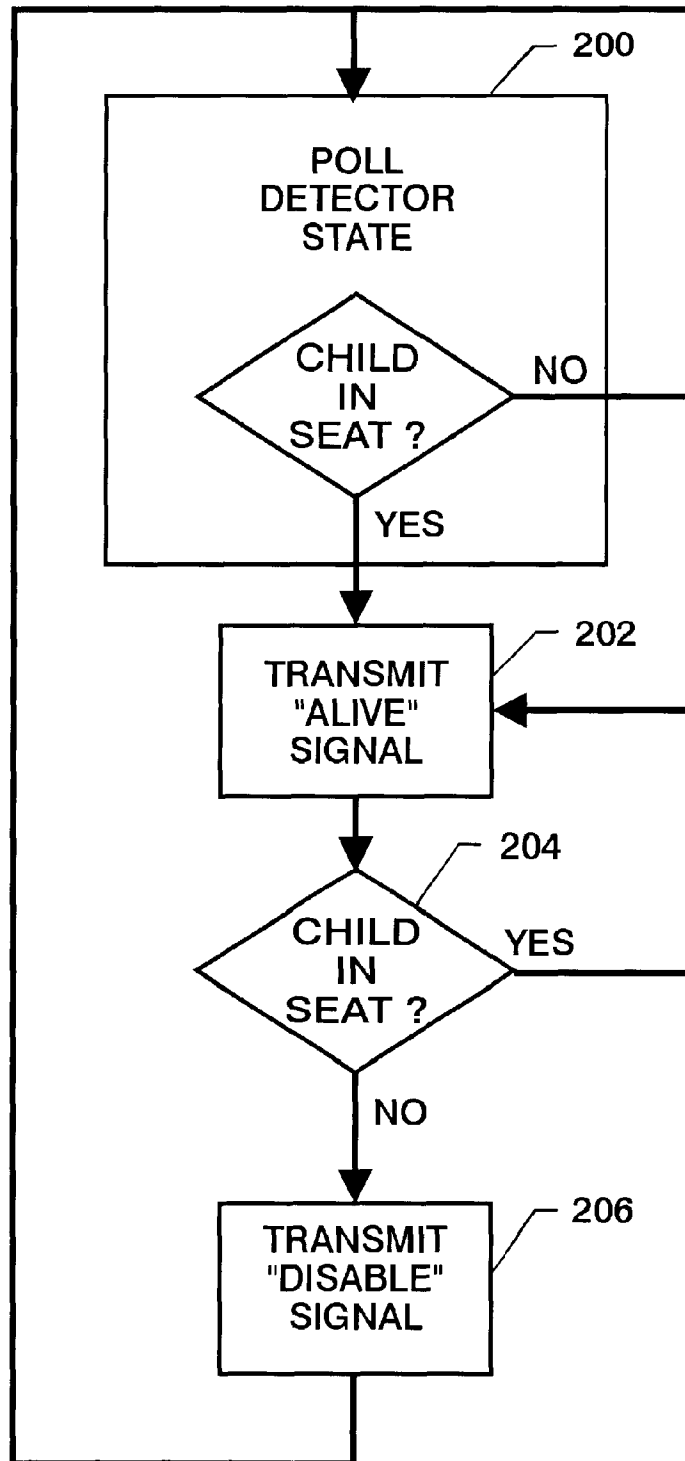 200
POLL
DETECTOR
STATE
CHILD
IN
SEAT ?
NO
YES
202
TRANSMIT
"ALIVE"
SIGNAL
204
CHILD
IN
SEAT ?
YES
NO
206
TRANSMIT
"DISABLE"
SIGNAL